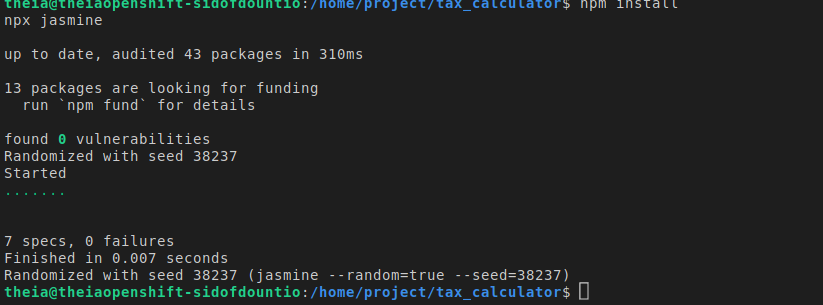 theia@theiaopenshift-sidofdountio:/home/project/tax_calculator$ npm install
npx jasmine
up to date, audited 43 packages in 310ms
13 packages are looking for funding
  run `npm fund` for details
found 0 vulnerabilities
Randomized with seed 38237
Started
.......
7 specs, 0 failures
Finished in 0.007 seconds
Randomized with seed 38237 (jasmine --random=true --seed=38237)
theia@theiaopenshift-sidofdountio:/home/project/tax_calculator$